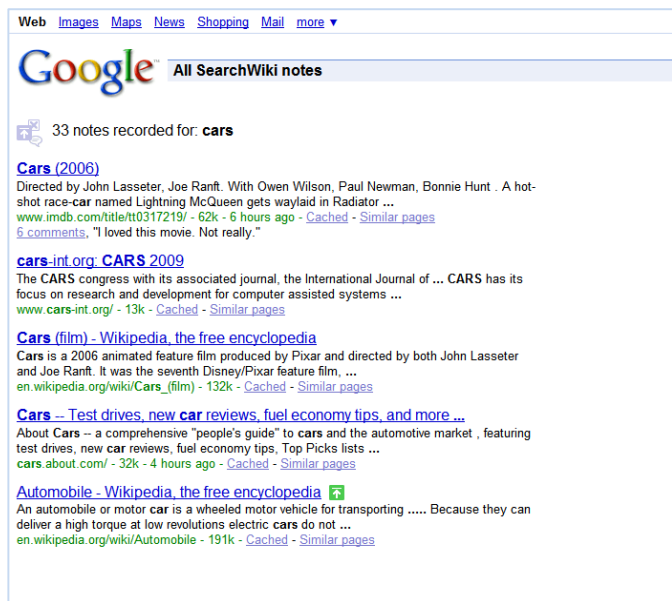 Web Images Maps News Shopping Mail more ▼
Google™ All SearchWiki notes
33 notes recorded for: cars
Cars (2006)
Directed by John Lasseter, Joe Ranft. With Owen Wilson, Paul Newman, Bonnie Hunt . A hot-
shot race-car named Lightning McQueen gets waylaid in Radiator ...
www.imdb.com/title/tt0317219/ - 62k - 6 hours ago - Cached - Similar pages
6 comments, "I loved this movie. Not really."
cars-int.org: CARS 2009
The CARS congress with its associated journal, the International Journal of ... CARS has its
focus on research and development for computer assisted systems ...
www.cars-int.org/ - 13k - Cached - Similar pages
Cars (film) - Wikipedia, the free encyclopedia
Cars is a 2006 animated feature film produced by Pixar and directed by both John Lasseter
and Joe Ranft. It was the seventh Disney/Pixar feature film, ...
en.wikipedia.org/wiki/Cars_(film) - 132k - Cached - Similar pages
Cars -- Test drives, new car reviews, fuel economy tips, and more ...
About Cars -- a comprehensive "people's guide" to cars and the automotive market , featuring
test drives, new car reviews, fuel economy tips, Top Picks lists ...
cars.about.com/ - 32k - 4 hours ago - Cached - Similar pages
Automobile - Wikipedia, the free encyclopedia
An automobile or motor car is a wheeled motor vehicle for transporting ..... Because they can
deliver a high torque at low revolutions electric cars do not ...
en.wikipedia.org/wiki/Automobile - 191k - Cached - Similar pages